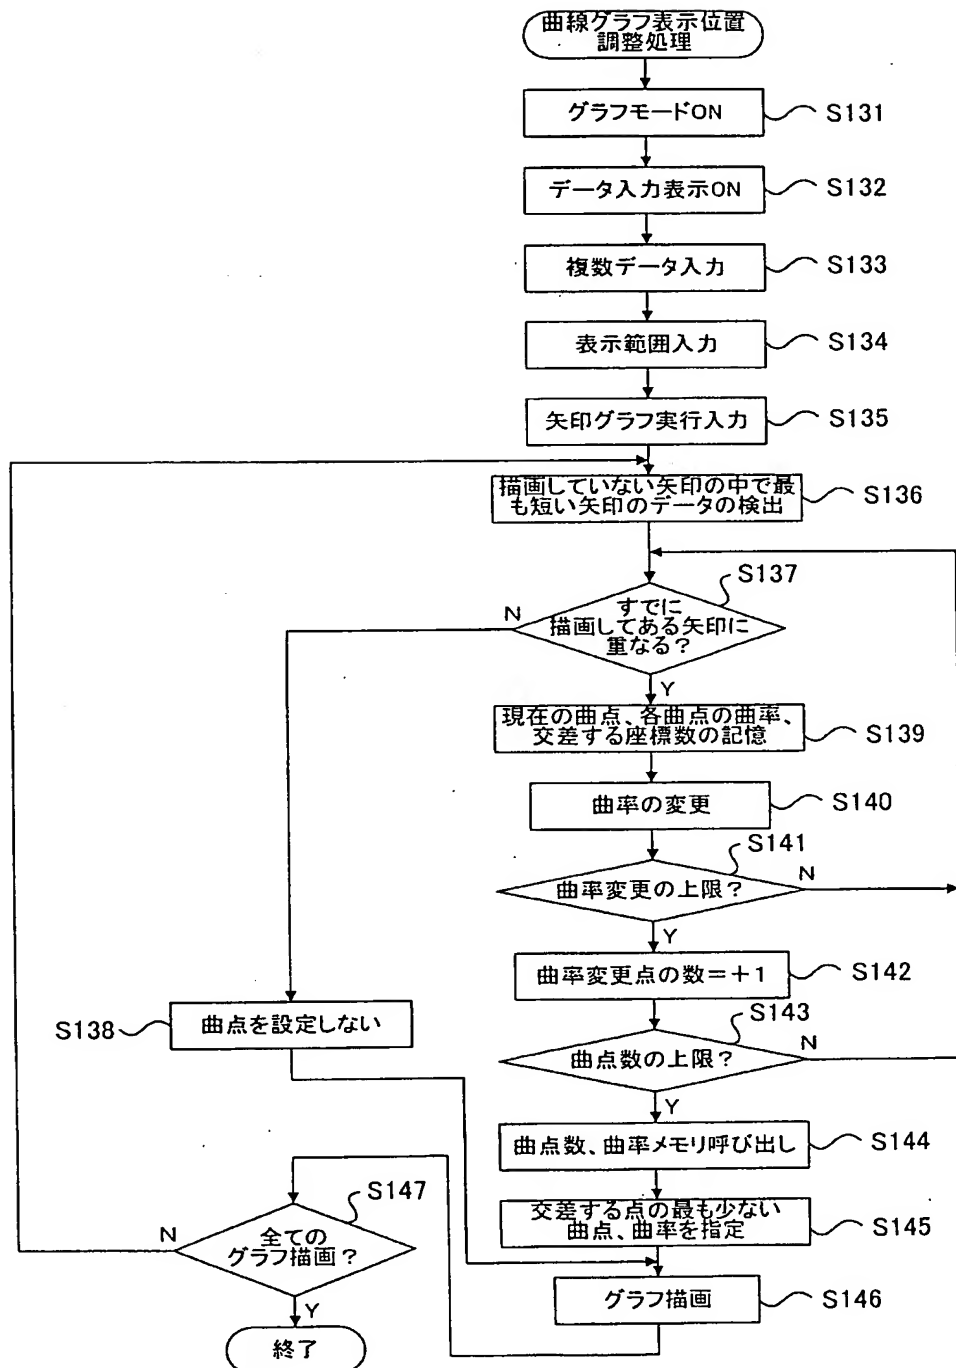 曲線グラフ表示位置
調整処理
グラフモードON
S131
データ入力表示ON
S132
複数データ入力
S133
表示範囲入力
S134
矢印グラフ実行入力
S135
描画していない矢印の中で最
も短い矢印のデータの検出
S136
S137
すでに
描画してある矢印に
重なる?
N
Y
現在の曲点、各曲点の曲率、
交差する座標数の記憶
S139
曲率の変更
S140
S141
曲率変更の上限?
N
Y
曲率変更点の数=+1
S142
S138
曲点を設定しない
S143
曲点数の上限?
N
Y
曲点数、曲率メモリ呼び出し
S144
交差する点の最も少ない
曲点、曲率を指定
S145
S147
全ての
グラフ描画?
N
Y
グラフ描画
S146
終了